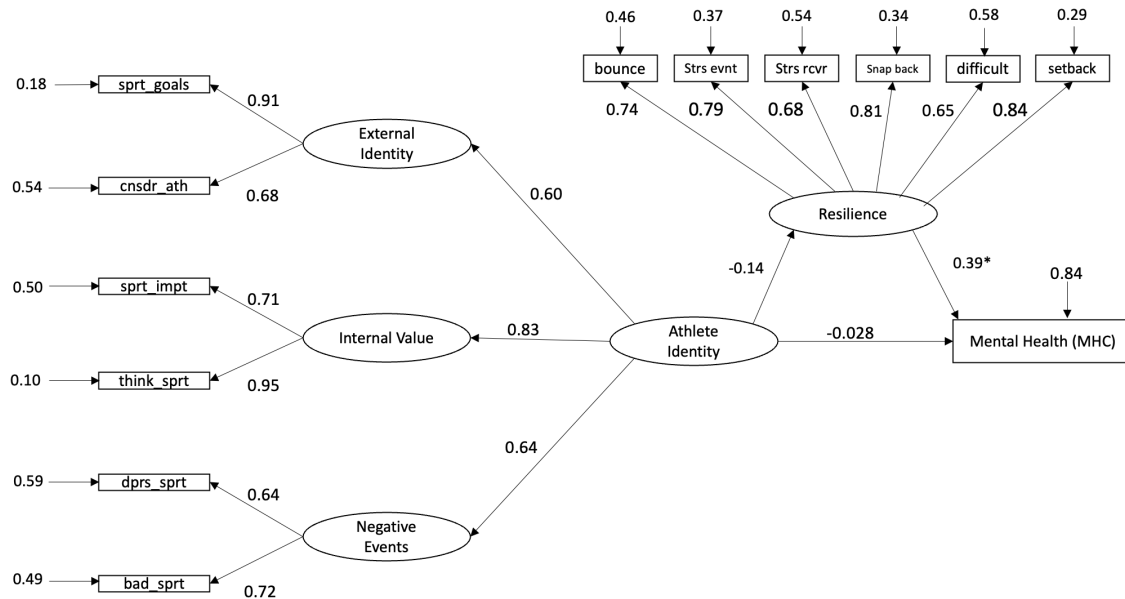 0.46
0.37
0.54
0.34
0.58
0.29
bounce
Strs evnt
Strs rcvr
Snap back
difficult
setback
0.74
0.79
0.68
0.81
0.65
0.84
0.18
sprt_goals
0.91
External
Identity
0.54
cnsdr_ath
0.68
0.60
Resilience
-0.14
0.39*
0.84
0.50
sprt_impt
0.71
Internal Value
0.83
Athlete
Identity
-0.028
Mental Health (MHC)
0.10
think_sprt
0.95
0.64
0.59
dprs_sprt
0.64
Negative
Events
0.49
bad_sprt
0.72